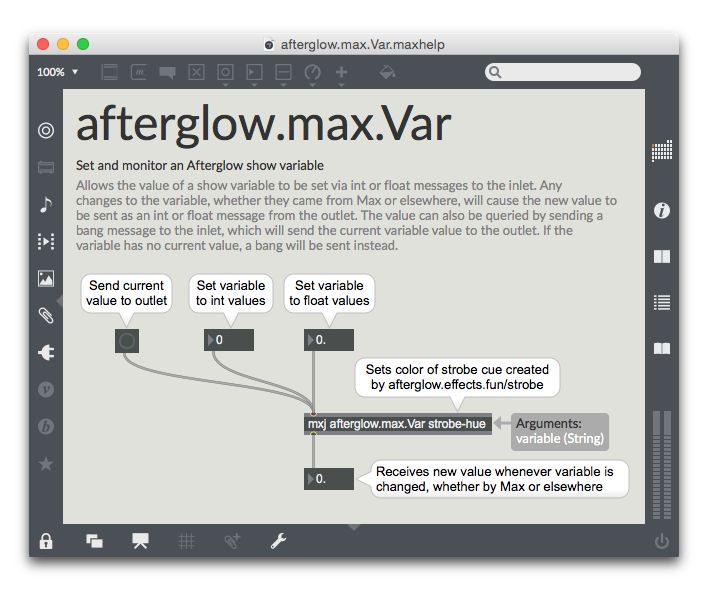 afterglow.max.Var.maxhelp
100%
afterglow.max.Var
Set and monitor an Afterglow show variable
Allows the value of a show variable to be set via int or float messages to the inlet. Any
changes to the variable, whether they came from Max or elsewhere, will cause the new value to
be sent as an int or float message from the outlet. The value can also be queried by sending a
bang message to the inlet, which will send the current variable value to the outlet. If the
variable has no current value, a bang will be sent instead.
Send current
value to outlet
Set variable
to int values
Set variable
to float values
0
0.
Sets color of strobe cue created
by afterglow.effects.fun/strobe
mxj afterglow.max.Var strobe-hue
Arguments:
variable (String)
0.
Receives new value whenever variable is
changed, whether by Max or elsewhere